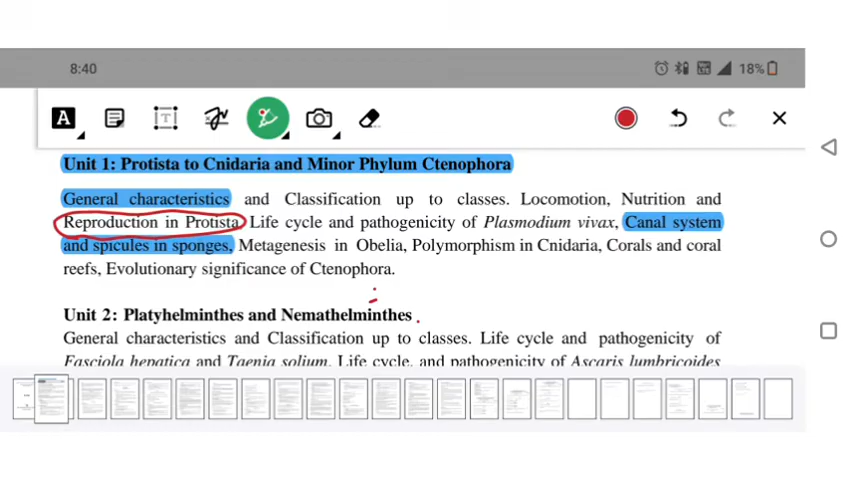 8:40
18%
A
T
Unit 1: Protista to Cnidaria and Minor Phylum Ctenophora
General characteristics and Classification up to classes. Locomotion, Nutrition and
Reproduction in Protista, Life cycle and pathogenicity of Plasmodium vivax, Canal system
and spicules in sponges, Metagenesis in Obelia, Polymorphism in Cnidaria, Corals and coral
reefs, Evolutionary significance of Ctenophora.
Unit 2: Platyhelminthes and Nemathelminthes
General characteristics and Classification up to classes. Life cycle and pathogenicity of
Fasciola hepatica and Taenia solium. Life cycle, and pathogenicity of Ascaris lumbricoides